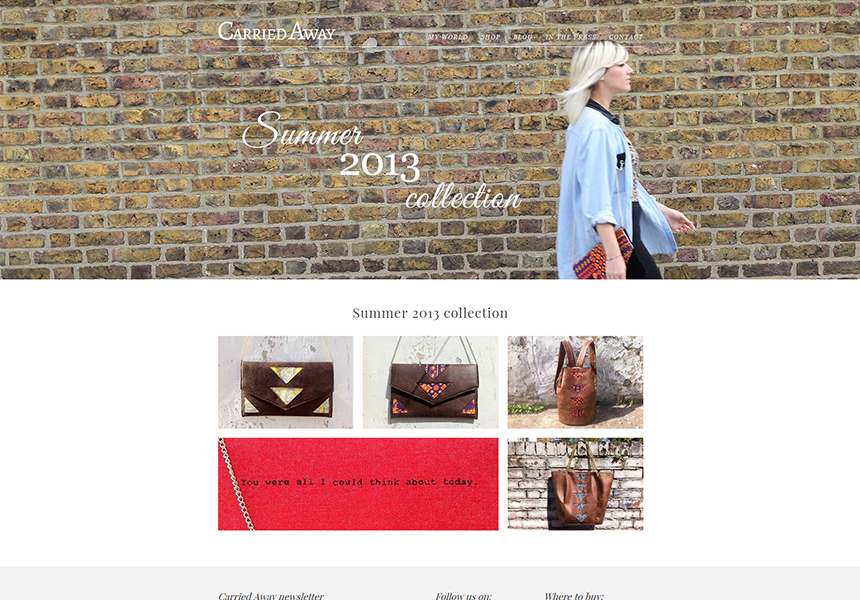 Carried Away
MY WORLD SHOP BLOG IN THE PRESS CONTACT
Summer
2013
collection
Summer 2013 collection
You were all I could think about today.
Carried Away newsletter Follow us on: Where to buy: